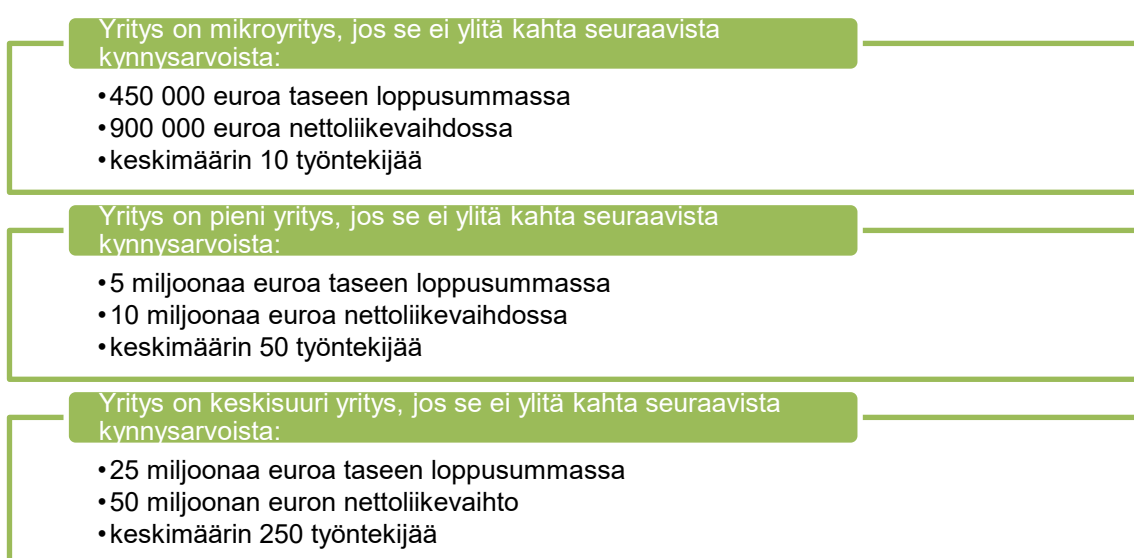 Yritys on mikroyritys, jos se ei ylitä kahta seuraavista
kynnysarvoista:
•450 000 euroa taseen loppusummassa
•900 000 euroa nettoliikevaihdossa
•keskimäärin 10 työntekijää
Yritys on pieni yritys, jos se ei ylitä kahta seuraavista
kynnysarvoista:
•5 miljoonaa euroa taseen loppusummassa
•10 miljoonaa euroa nettoliikevaihdossa
•keskimäärin 50 työntekijää
Yritys on keskisuuri yritys, jos se ei ylitä kahta seuraavista
kynnysarvoista:
•25 miljoonaa euroa taseen loppusummassa
•50 miljoonan euron nettoliikevaihto
•keskimäärin 250 työntekijää